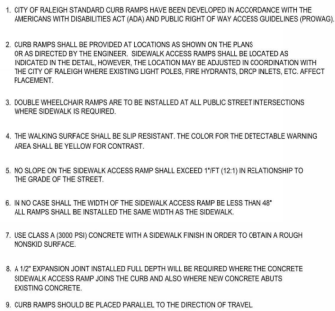 1. CITY OF RALEIGH STANDARD CURB RAMPS HAVE BEEN DEVELOPED IN ACCORDANCE WITH THE
AMERICANS WITH DISABILITIES ACT (ADA) AND PUBLIC RIGHT OF WAY ACCESS GUIDELINES (PROWAG).
2. CURB RAMPS SHALL BE PROVIDED AT LOCATIONS AS SHOWN ON THE PLANS
OR AS DIRECTED BY THE ENGINEER. SIDEWALK ACCESS RAMPS SHALL BE LOCATED AS
INDICATED IN THE DETAIL, HOWEVER, THE LOCATION MAY BE ADJUSTED IN COORDINATION WITH
THE CITY OF RALEIGH WHERE EXISTING LIGHT POLES, FIRE HYDRANTS, DROP INLETS, ETC. AFFECT
PLACEMENT.
3. DOUBLE WHEELCHAIR RAMPS ARE TO BE INSTALLED AT ALL PUBLIC STREET INTERSECTIONS
WHERE SIDEWALK IS REQUIRED.
4. THE WALKING SURFACE SHALL BE SLIP RESISTANT. THE COLOR FOR THE DETECTABLE WARNING
AREA SHALL BE YELLOW FOR CONTRAST.
5. NO SLOPE ON THE SIDEWALK ACCESS RAMP SHALL EXCEED 1"/FT (12:1) IN RELATIONSHIP TO
THE GRADE OF THE STREET.
6. IN NO CASE SHALL THE WIDTH OF THE SIDEWALK ACCESS RAMP BE LESS THAN 48"
ALL RAMPS SHALL BE INSTALLED THE SAME WIDTH AS THE SIDEWALK.
7. USE CLASS A (3000 PSI) CONCRETE WITH A SIDEWALK FINISH IN ORDER TO OBTAIN A ROUGH
NONSKID SURFACE.
8. A 1/2" EXPANSION JOINT INSTALLED FULL DEPTH WILL BE REQUIRED WHERE THE CONCRETE
SIDEWALK ACCESS RAMP JOINS THE CURB AND ALSO WHERE NEW CONCRETE ABUTS
EXISTING CONCRETE.
9. CURB RAMPS SHOULD BE PLACED PARALLEL TO THE DIRECTION OF TRAVEL